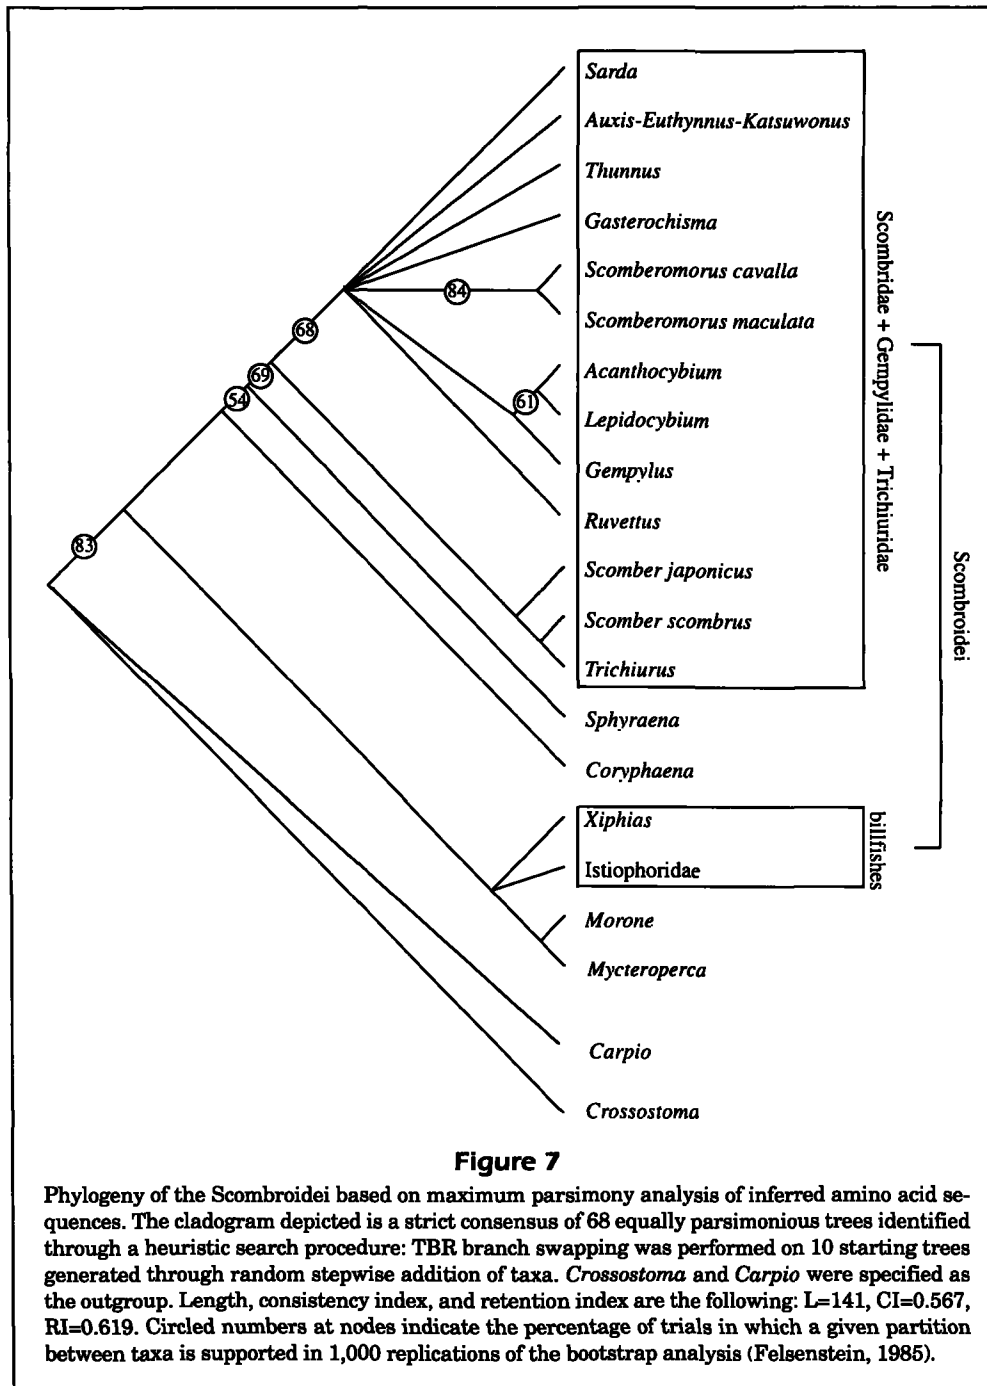 Sarda
Auxis-Euthynnus-Katsuwonus
Thunnus
Gasterochisma
Scomberomorus cavalla
84
Scomberomorus maculata
68
Acanthocybium
69
61
54
Lepidocybium
Gempylus
Ruvettus
83
Scomber japonicus
Scomber scombrus
Trichiurus
Sphyraena
Coryphaena
Xiphias
Istiophoridae
Morone
Mycteroperca
Carpio
Crossostoma
Scombridae + Gempylidae + Trichiuridae
Scombroidei
billfishes
Figure 7
Phylogeny of the Scombroidei based on maximum parsimony analysis of inferred amino acid se-
quences. The cladogram depicted is a strict consensus of 68 equally parsimonious trees identified
through a heuristic search procedure: TBR branch swapping was performed on 10 starting trees
generated through random stepwise addition of taxa. Crossostoma and Carpio were specified as
the outgroup. Length, consistency index, and retention index are the following: L=141, CI=0.567,
RI=0.619. Circled numbers at nodes indicate the percentage of trials in which a given partition
between taxa is supported in 1,000 replications of the bootstrap analysis (Felsenstein, 1985).